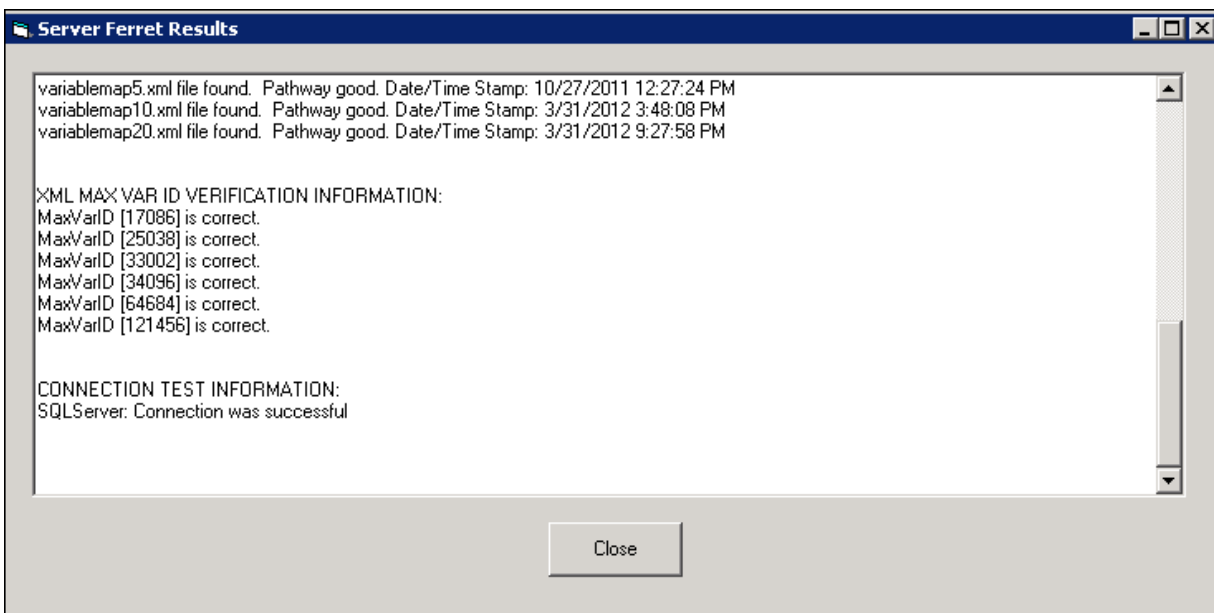 Server Ferret Results
variablemap5.xml file found.  Pathway good. Date/Time Stamp: 10/27/2011 12:27:24 PM
variablemap10.xml file found.  Pathway good. Date/Time Stamp: 3/31/2012 3:48:08 PM
variablemap20.xml file found.  Pathway good. Date/Time Stamp: 3/31/2012 9:27:58 PM
XML MAX VAR ID VERIFICATION INFORMATION:
MaxVarID [17086] is correct.
MaxVarID [25038] is correct.
MaxVarID [33002] is correct.
MaxVarID [34096] is correct.
MaxVarID [64684] is correct.
MaxVarID [121456] is correct.
CONNECTION TEST INFORMATION:
SQLServer: Connection was successful
Close